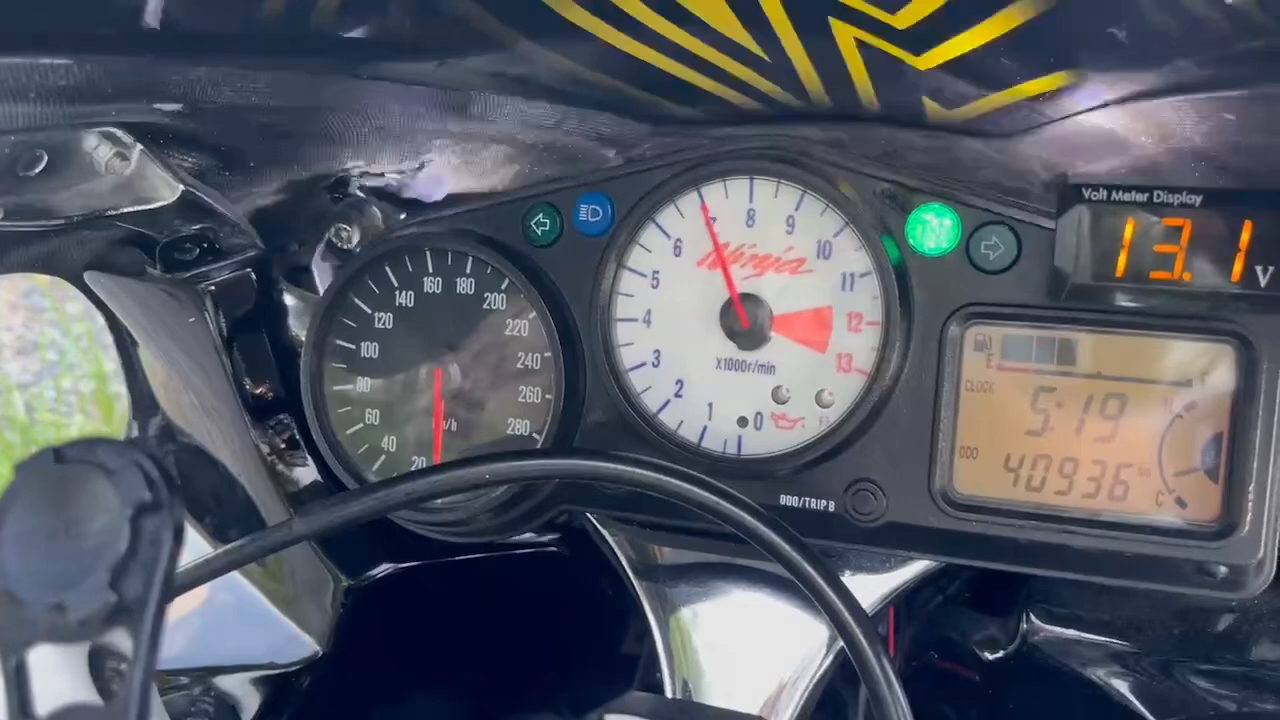 Volt Meter Display
13.1 V
20 40 60 80 100 120 140 160 180 200 220 240 260 280
km/h
0 1 2 3 4 5 6 7 8 9 10 11 12 13
Ninja
X1000r/min
E
CLOCK
5:19
ODO
40936
C
ODO/TRIP B